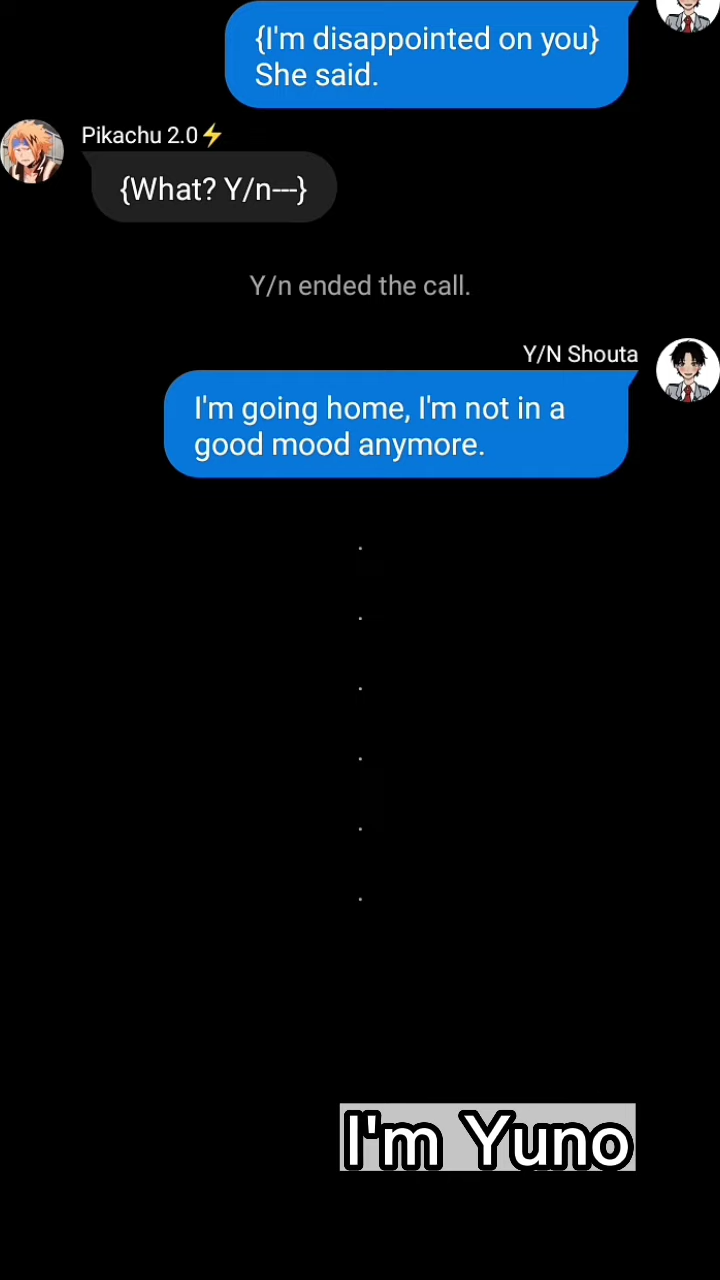 {I'm disappointed on you}
She said.
Pikachu 2.0⚡
{What? Y/n---}
Y/n ended the call.
Y/N Shouta
I'm going home, I'm not in a
good mood anymore.
.
.
.
.
.
.
I'm Yuno